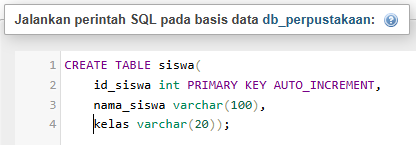 Jalankan perintah SQL pada basis data db_perpustakaan:
1 CREATE TABLE siswa(
2 id_siswa int PRIMARY KEY AUTO_INCREMENT,
3 nama_siswa varchar(100),
4 kelas varchar(20));